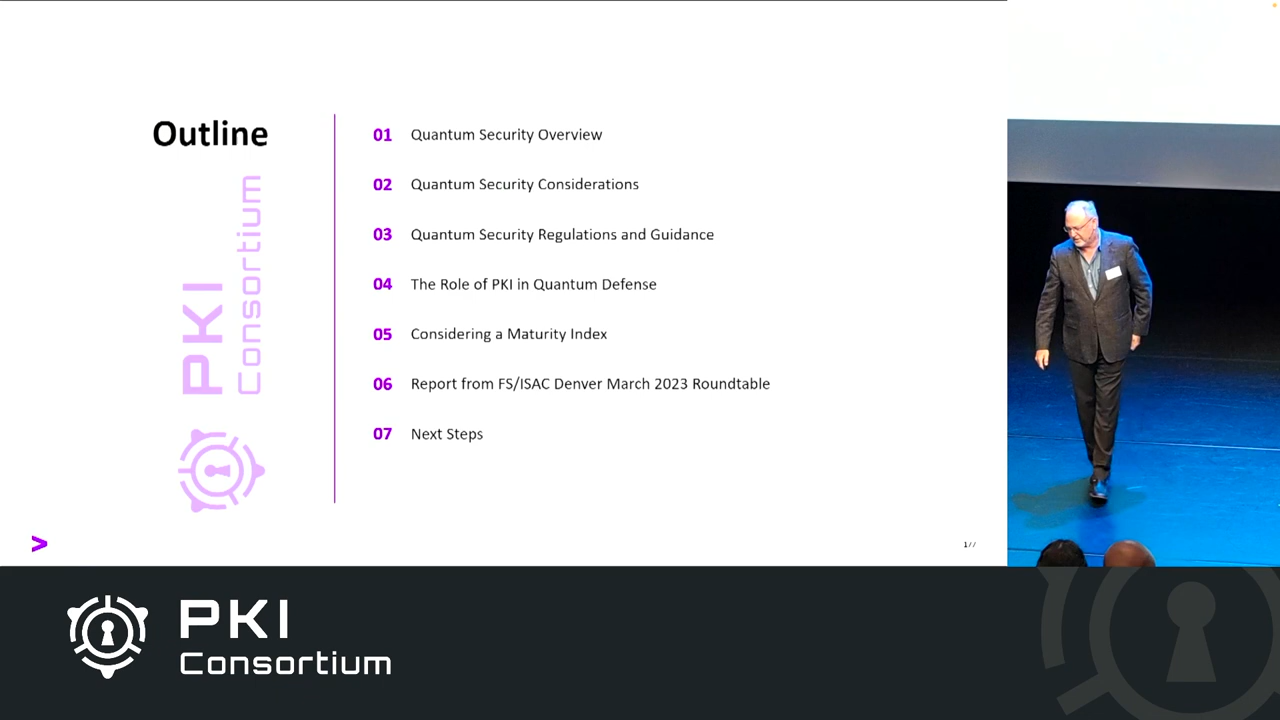 Outline
PKI
Consortium
01 Quantum Security Overview
02 Quantum Security Considerations
03 Quantum Security Regulations and Guidance
04 The Role of PKI in Quantum Defense
05 Considering a Maturity Index
06 Report from FS/ISAC Denver March 2023 Roundtable
07 Next Steps
>
PKI
Consortium